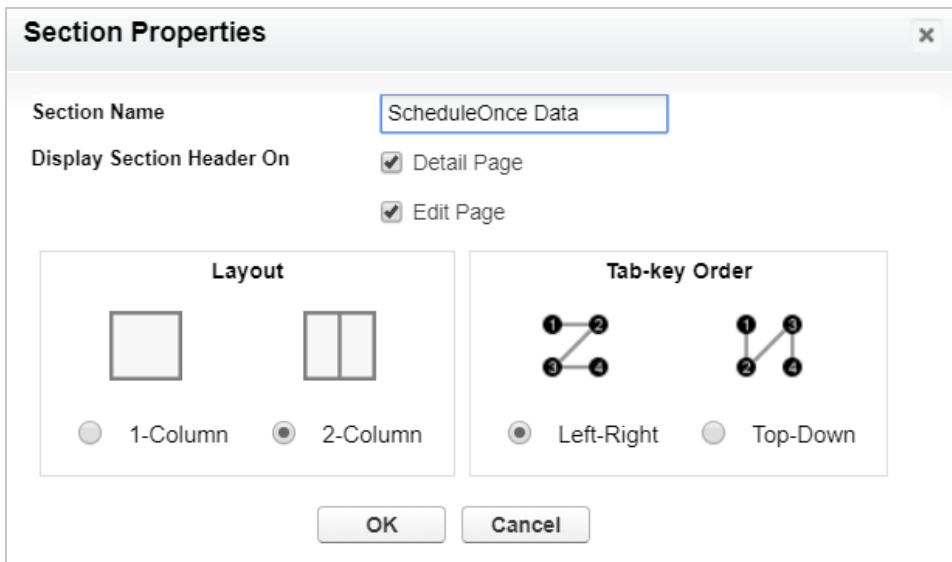 Section Properties
Section Name
ScheduleOnce Data
Display Section Header On
Detail Page
Edit Page
Layout
1-Column
2-Column
Tab-key Order
1 2
3 4
1 3
2 4
Left-Right
Top-Down
OK
Cancel